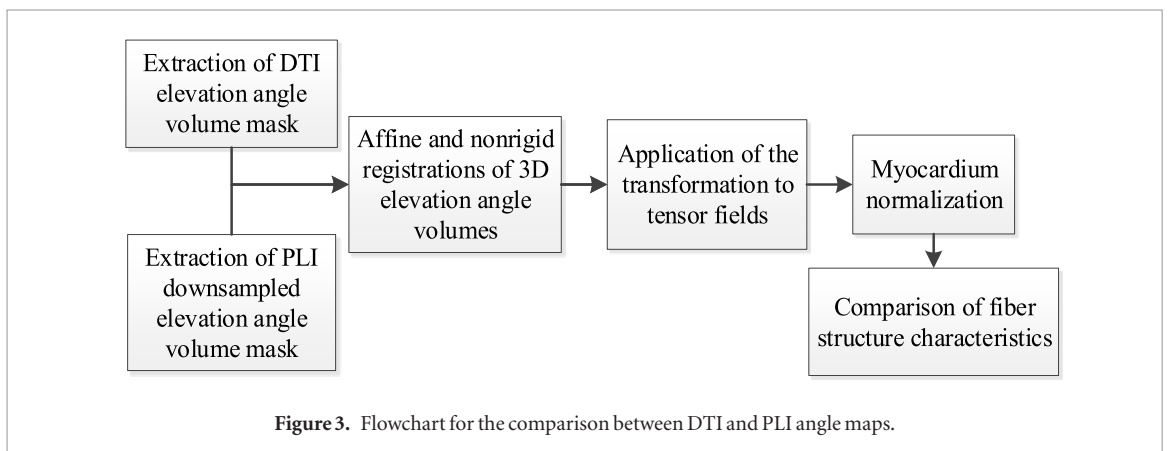 Extraction of DTI
elevation angle
volume mask
Extraction of PLI
downsampled
elevation angle
volume mask
Affine and nonrigid
registrations of 3D
elevation angle
volumes
Application of the
transformation to
tensor fields
Myocardium
normalization
Comparison of fiber
structure characteristics
Figure 3. Flowchart for the comparison between DTI and PLI angle maps.